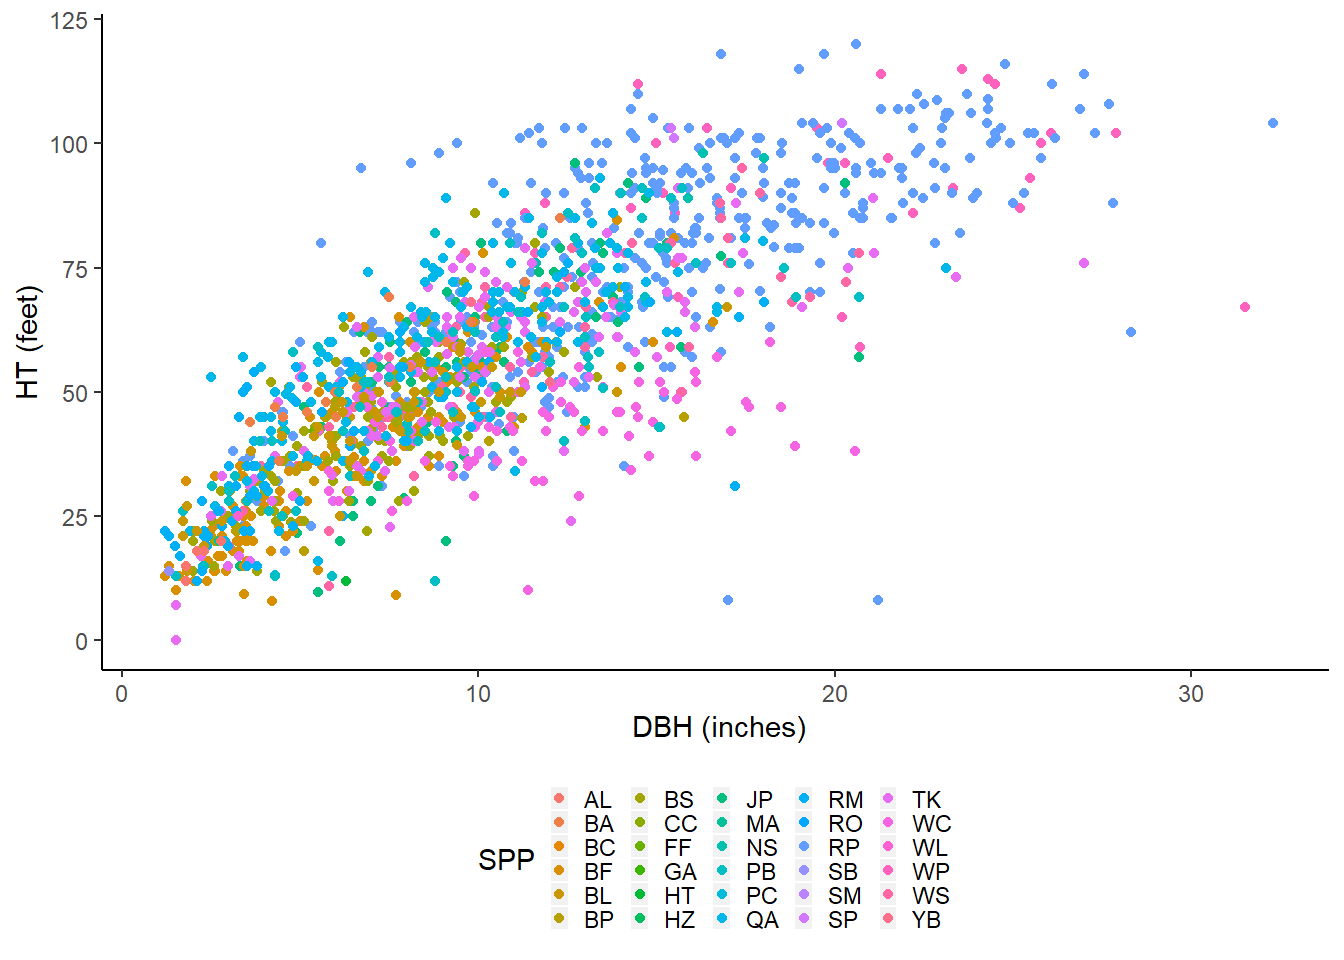 125
100
75
50
25
0
HT (feet)
0 10 20 30
DBH (inches)
SPP
AL BS JP RM TK
BA CC MA RO WC
BC FF NS RP WL
BF GA PB SB WP
BL HT PC SM WS
BP HZ QA SP YB